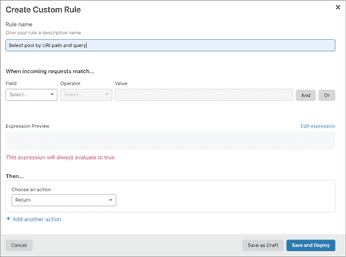 Create Custom Rule
×
Rule name
Give your rule a descriptive name
Select pool by URI path and query
When incoming requests match...
Field Operator Value
Select... Select... And Or
Expression Preview Edit expression
This expression will always evaluate to true
Then...
Choose an action
Return
+ Add another action
Cancel Save as Draft Save and Deploy